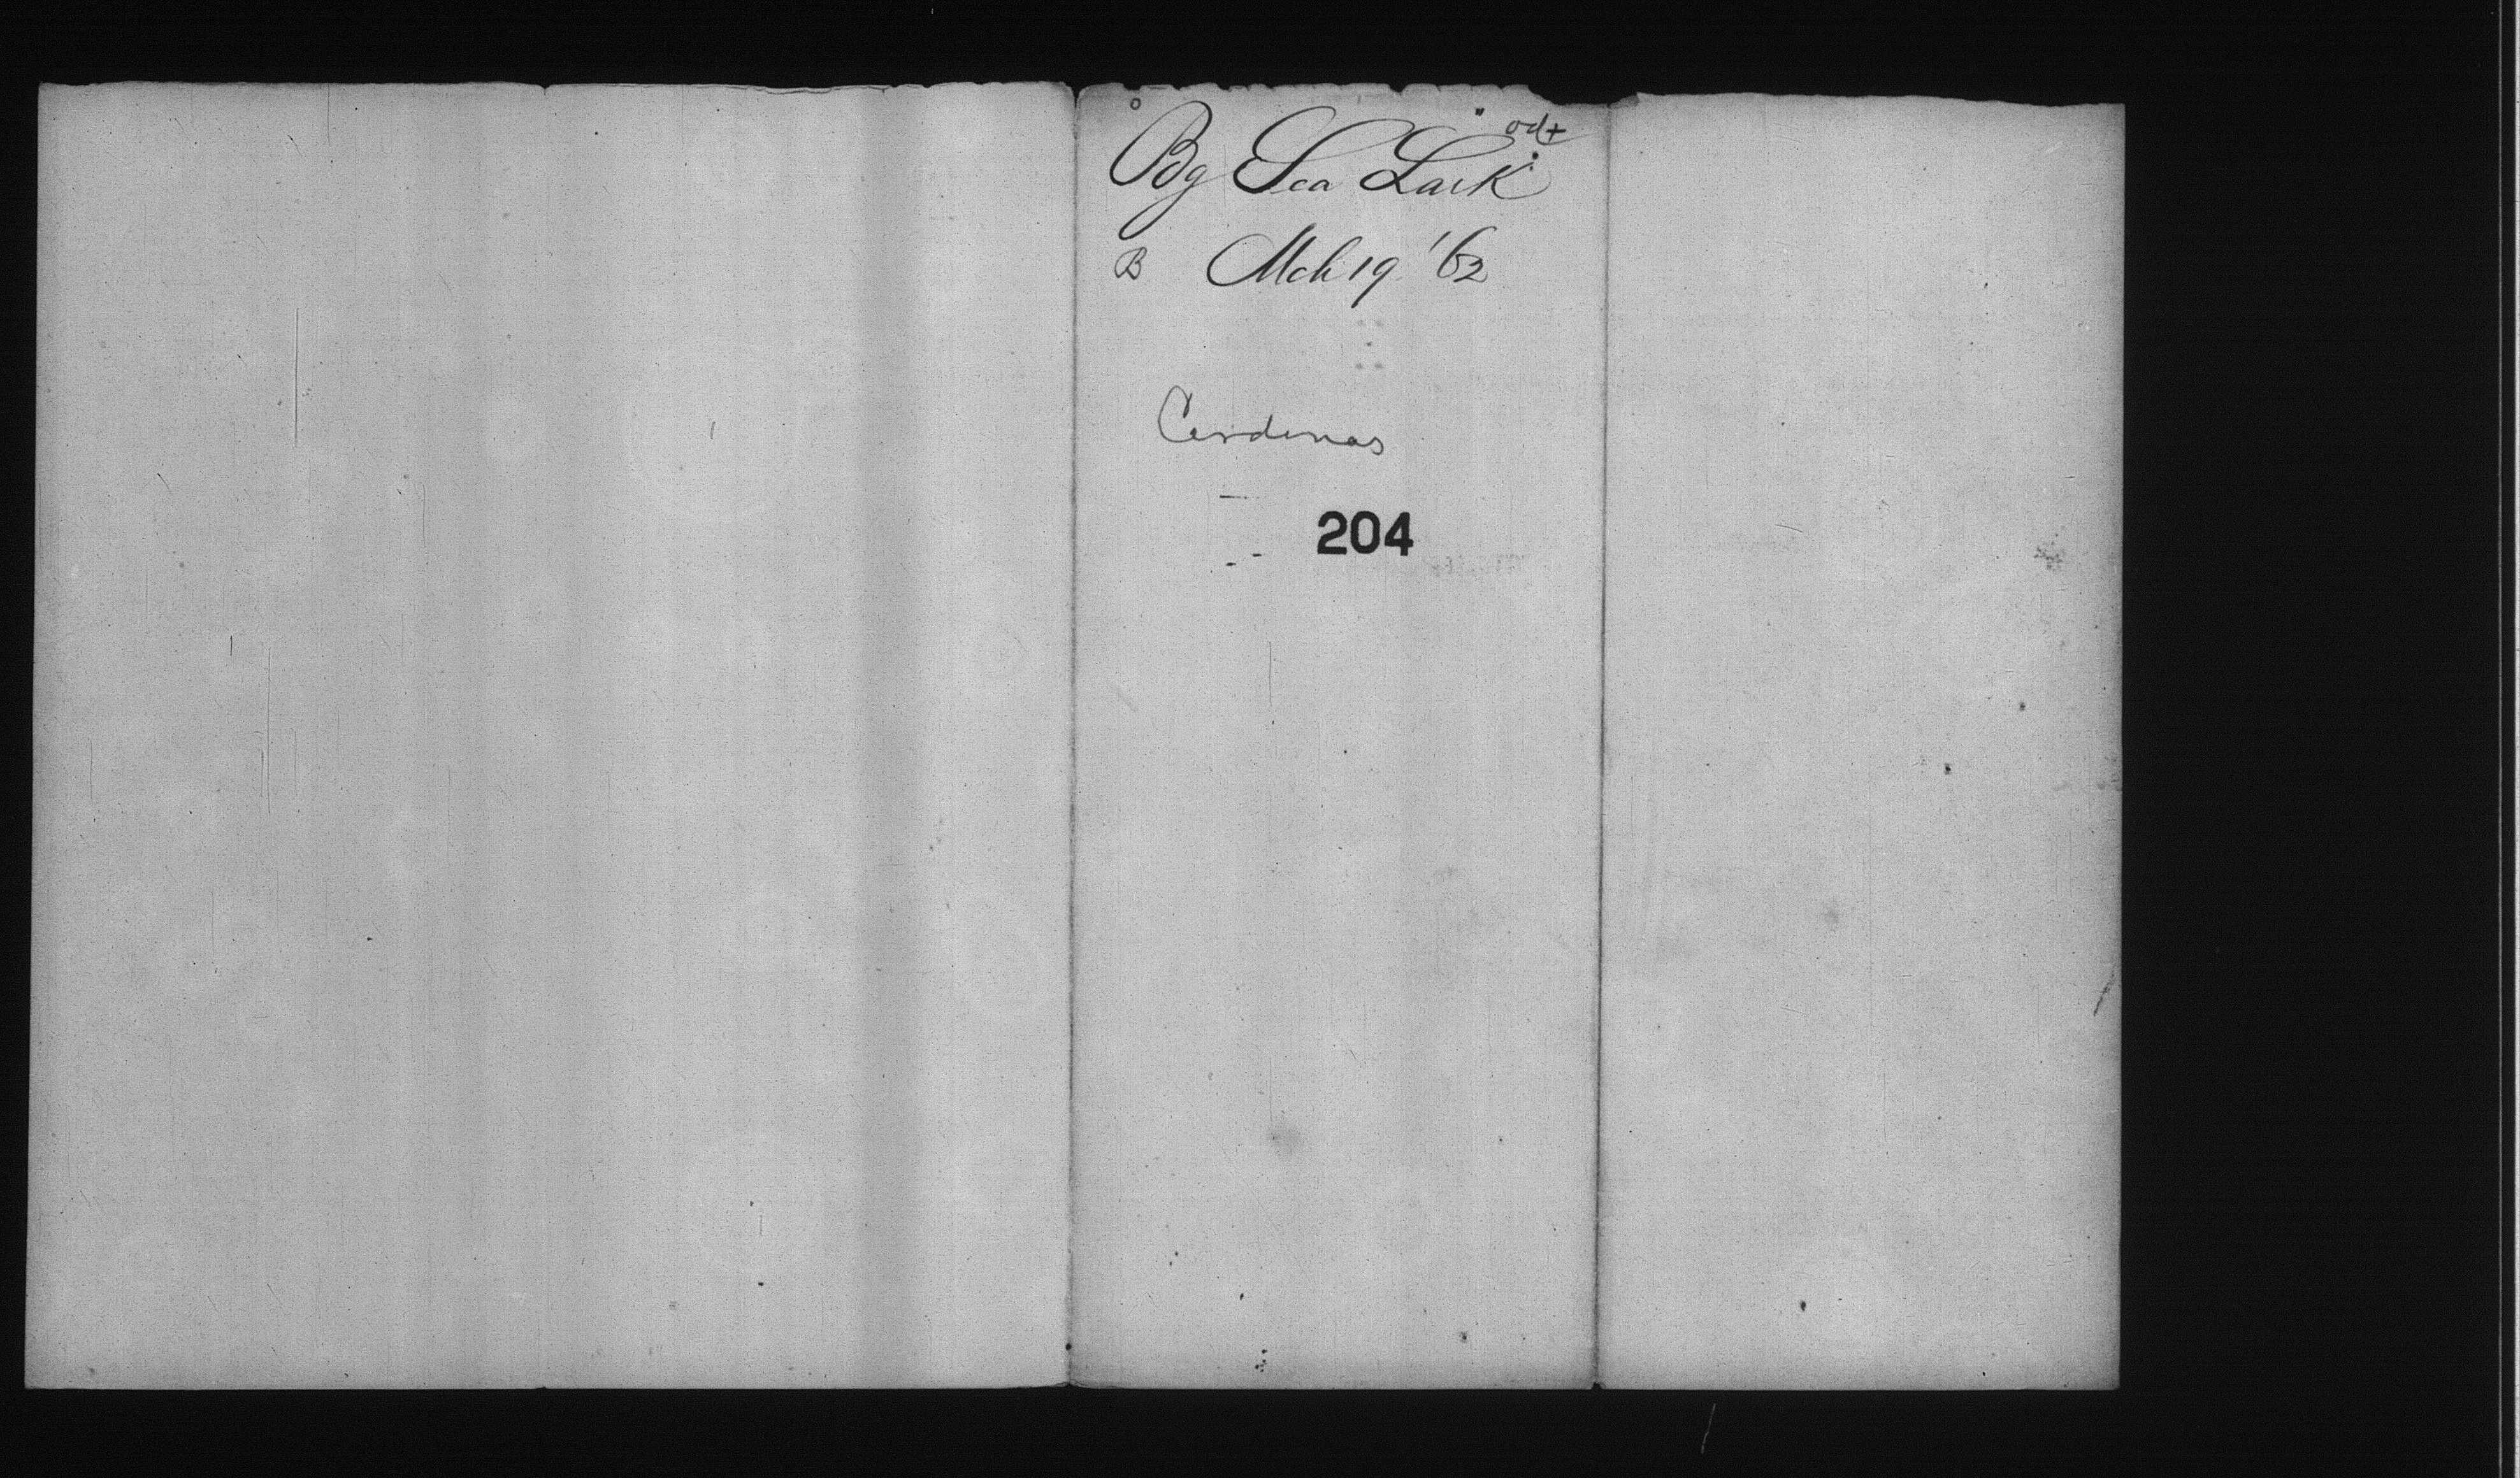 Bg Sea Lark
B Mch 19 '62
Cardenas
204